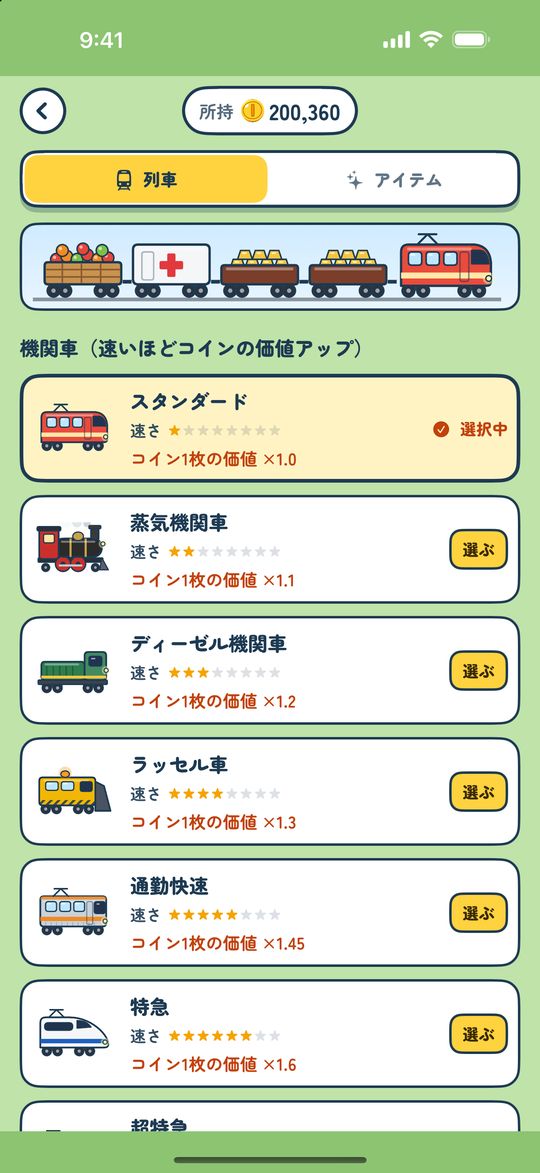 9:41
所持 200,360
列車 アイテム
機関車（速いほどコインの価値アップ）
スタンダード
速さ
コイン1枚の価値 ×1.0
選択中
蒸気機関車
速さ
コイン1枚の価値 ×1.1
選ぶ
ディーゼル機関車
速さ
コイン1枚の価値 ×1.2
選ぶ
ラッセル車
速さ
コイン1枚の価値 ×1.3
選ぶ
通勤快速
速さ
コイン1枚の価値 ×1.45
選ぶ
特急
速さ
コイン1枚の価値 ×1.6
選ぶ
超特急